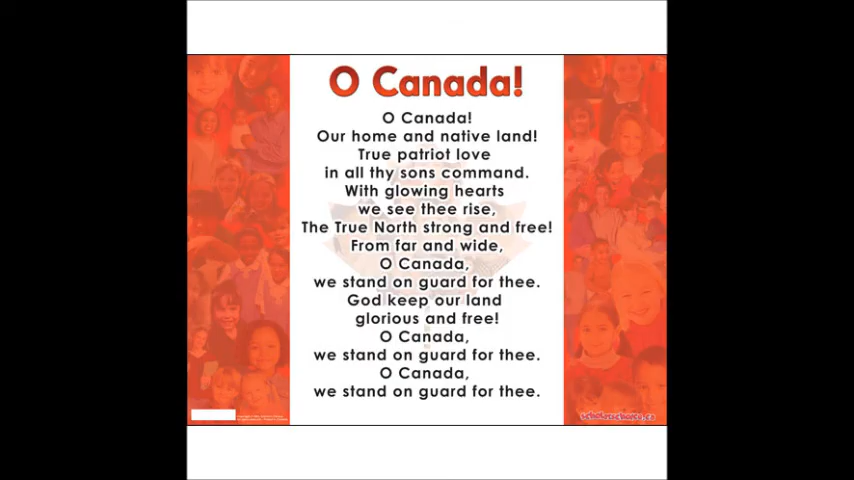 O Canada!
O Canada!
Our home and native land!
True patriot love
in all thy sons command.
With glowing hearts
we see thee rise,
The True North strong and free!
From far and wide,
O Canada,
we stand on guard for thee.
God keep our land
glorious and free!
O Canada,
we stand on guard for thee.
O Canada,
we stand on guard for thee.